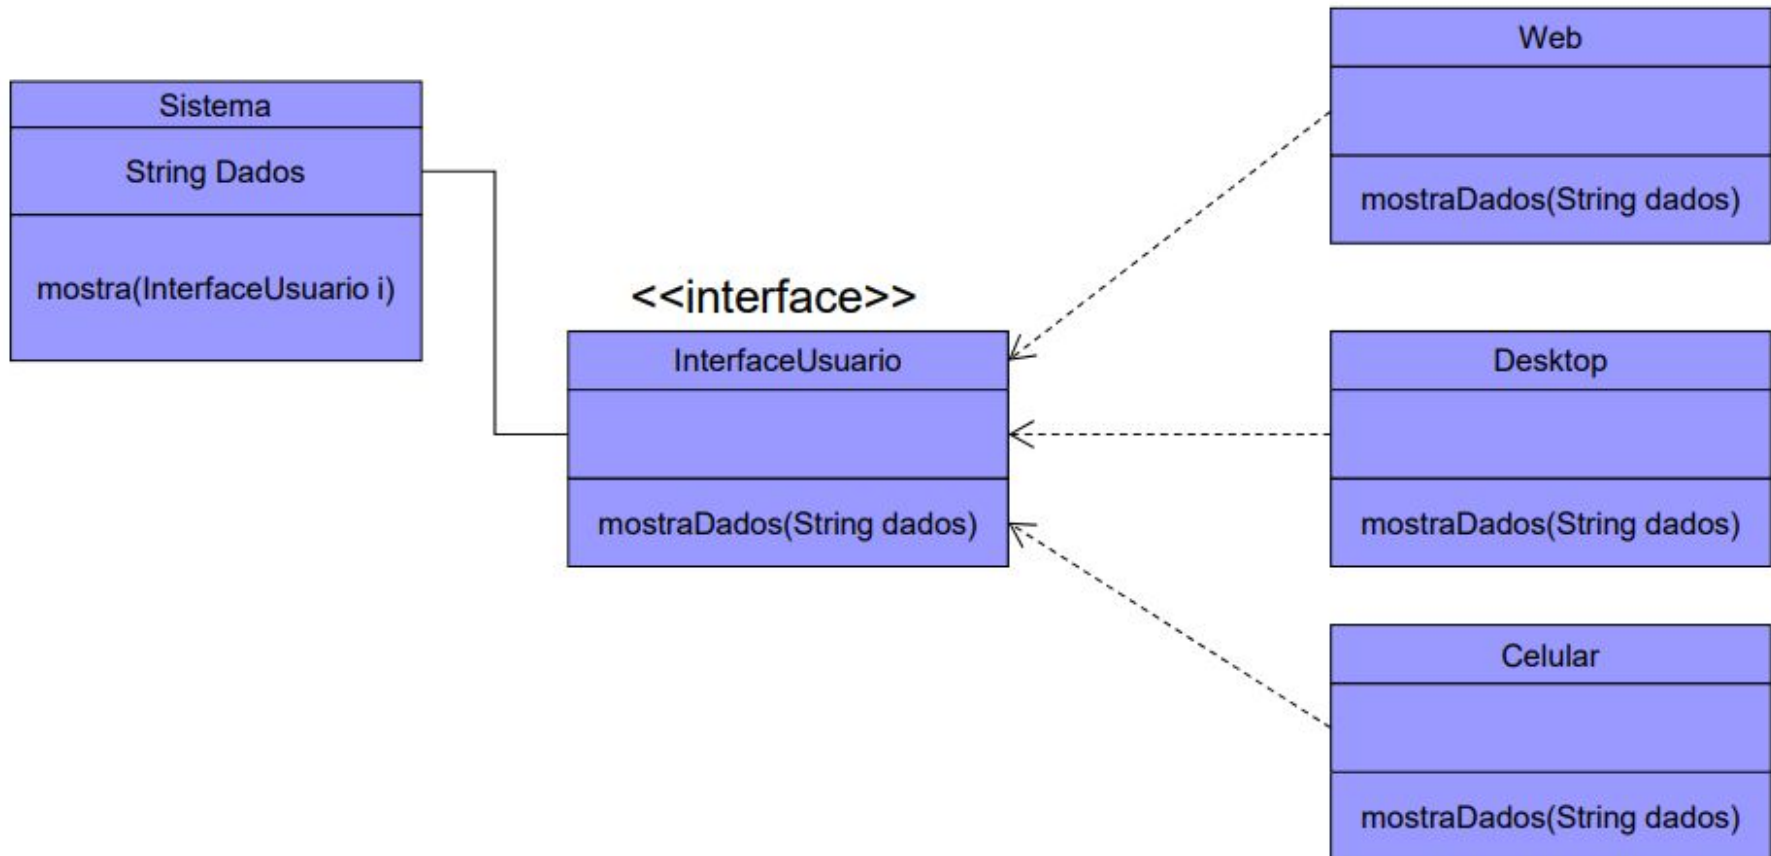 Sistema
String Dados
mostra(InterfaceUsuario i)
<<interface>>
InterfaceUsuario
mostraDados(String dados)
Web
mostraDados(String dados)
Desktop
mostraDados(String dados)
Celular
mostraDados(String dados)